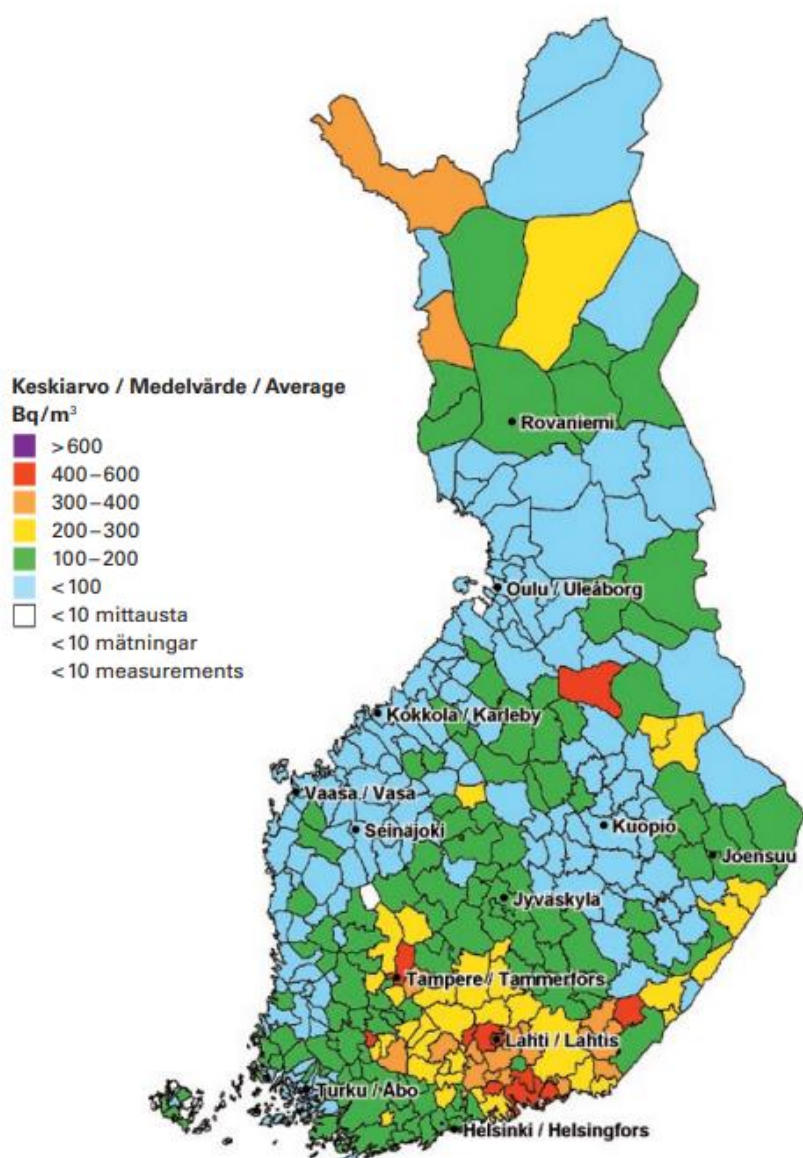 Keskiarvo / Medelvärde / Average
Bq/m³
>600
400–600
300–400
200–300
100–200
<100
<10 mittausta
<10 mätningar
<10 measurements
Rovaniemi
Oulu / Uleåborg
Kokkola / Karleby
Vaasa / Vasa
Seinäjoki
Kuopio
Joensuu
Jyväskylä
Tampere / Tammerfors
Lahti / Lahtis
Turku / Åbo
Helsinki / Helsingfors